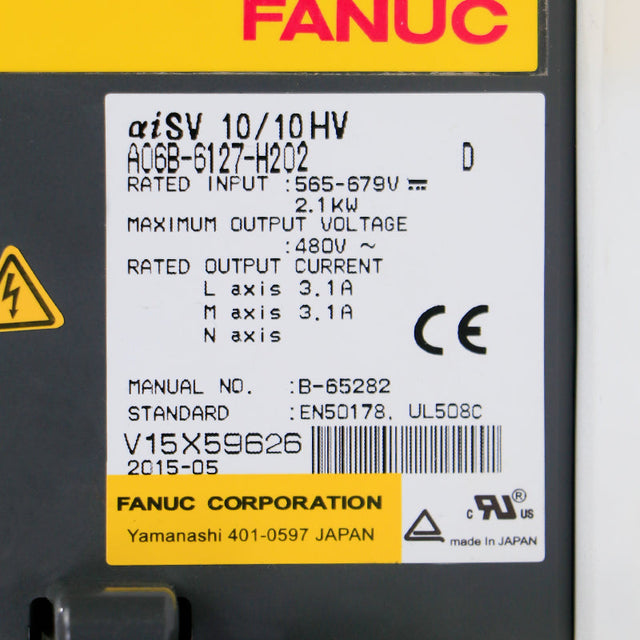 FANUC
αiSV 10/10HV
A06B-6127-H202 D
RATED INPUT :565-679V ⎓
2.1KW
MAXIMUM OUTPUT VOLTAGE
:480V ~
RATED OUTPUT CURRENT
L axis 3.1A
M axis 3.1A
N axis
CE
MANUAL NO. :B-65282
STANDARD :EN50178, UL508C
V15X59626
2015-05
FANUC CORPORATION
Yamanashi 401-0597 JAPAN
c RU ® US
made In JAPAN